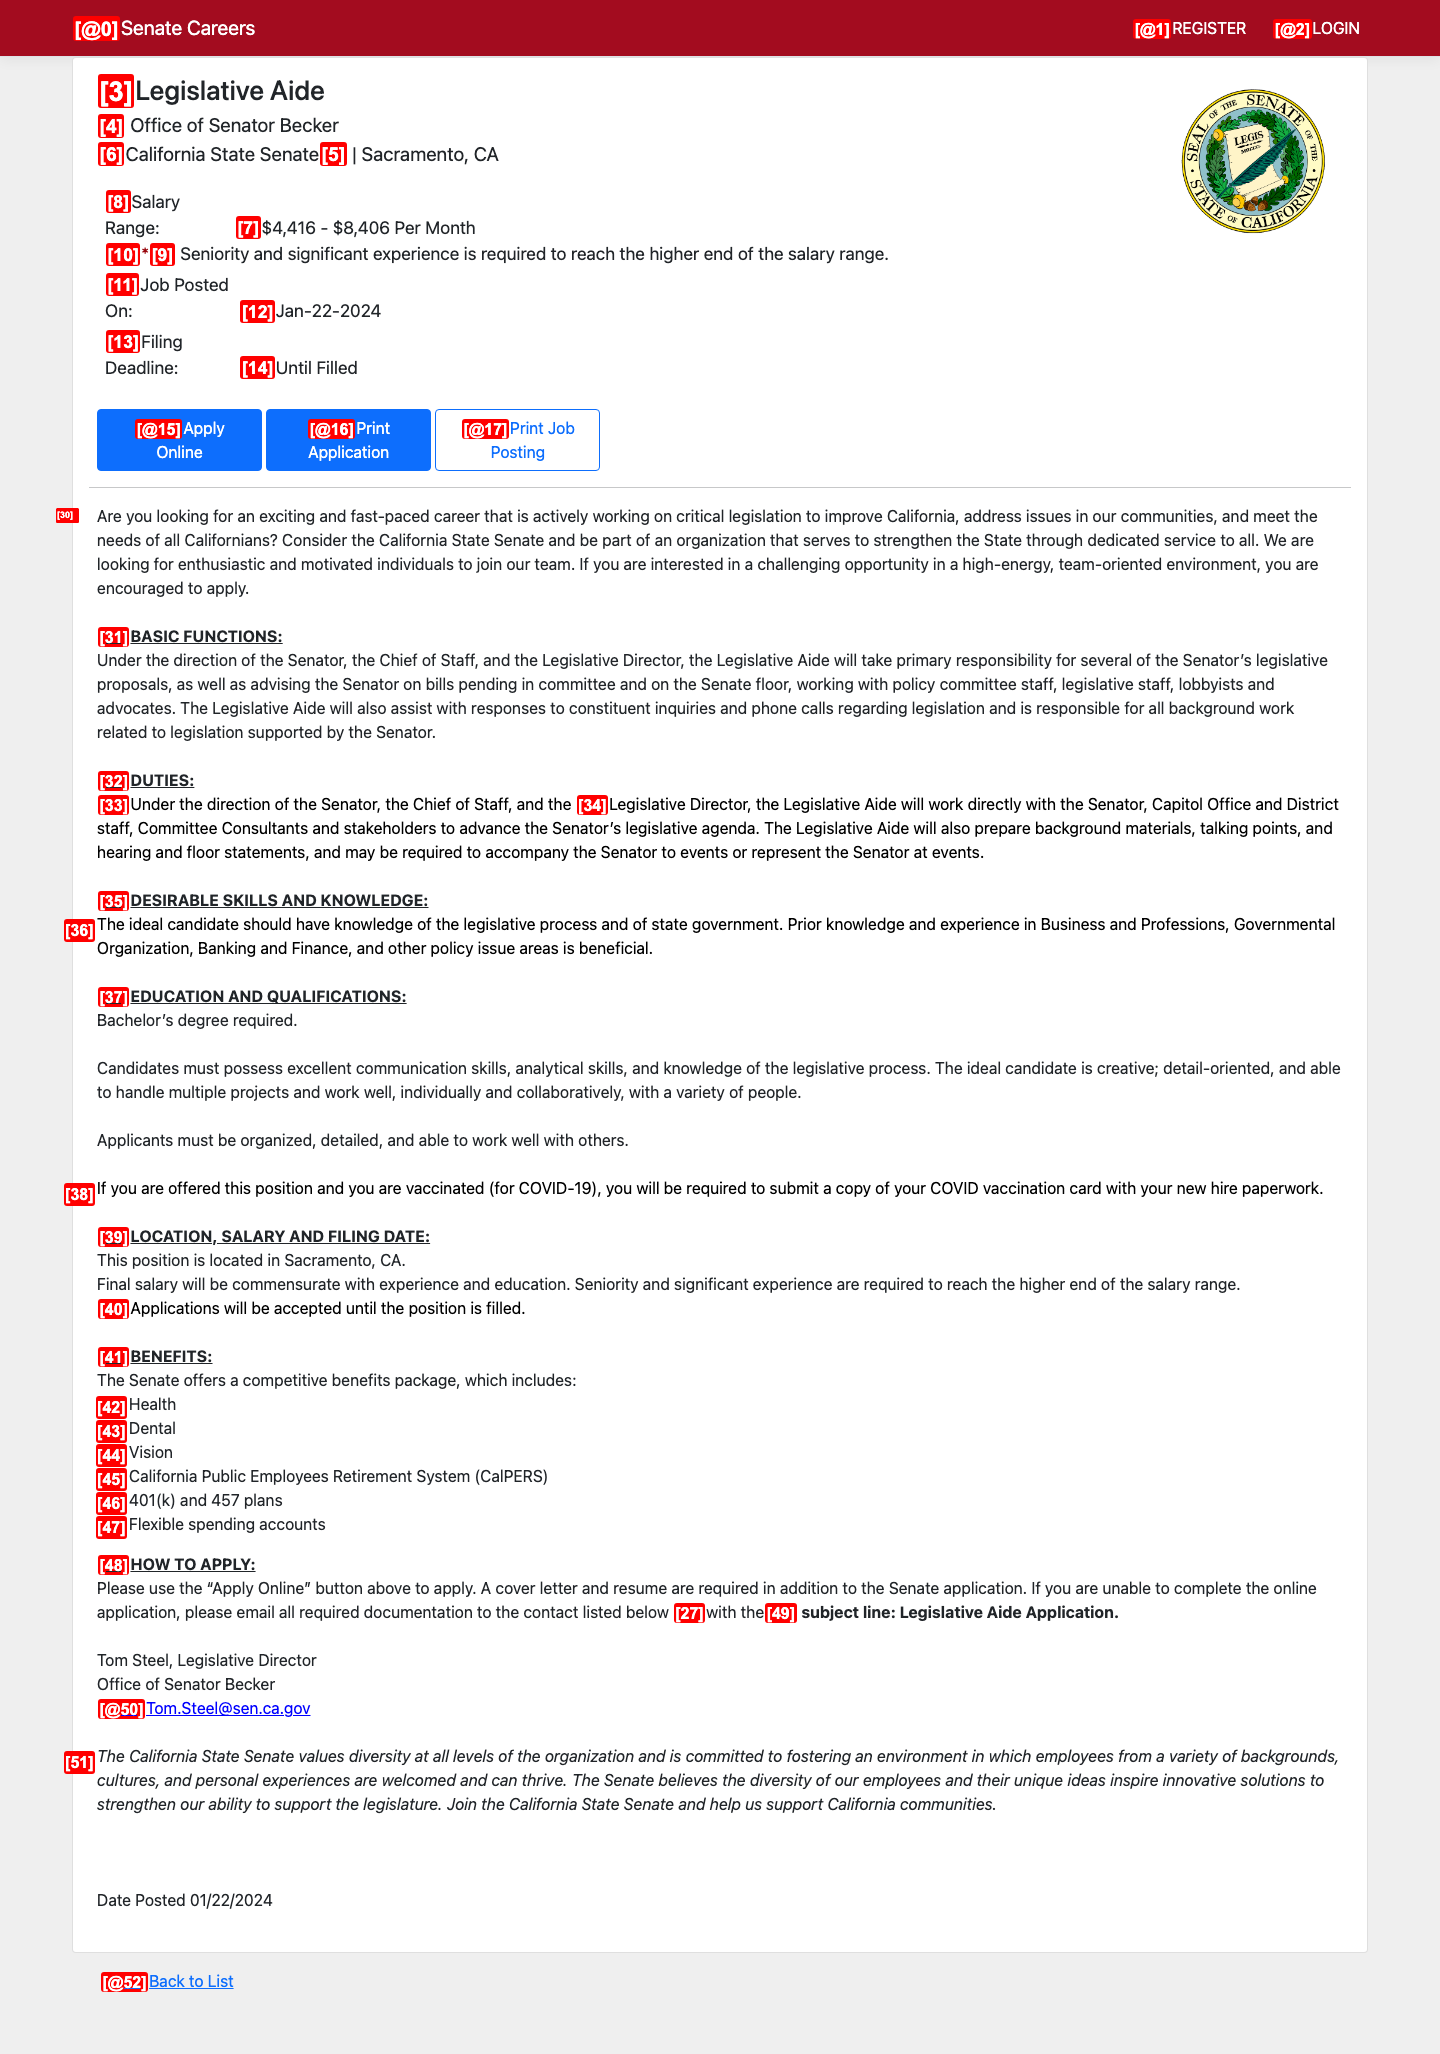 [@0]Senate Careers
[@1]REGISTER
[@2]LOGIN
[3]Legislative Aide
[4] Office of Senator Becker
[6]California State Senate[5] | Sacramento, CA
SEAL OF THE SENATE OF THE STATE OF CALIFORNIA
LEGIS
[8]Salary
Range: [7]$4,416 - $8,406 Per Month
[10]*[9] Seniority and significant experience is required to reach the higher end of the salary range.
[11]Job Posted
On: [12]Jan-22-2024
[13]Filing
Deadline: [14]Until Filled
[@15]Apply
Online
[@16]Print
Application
[@17]Print Job
Posting
[30] Are you looking for an exciting and fast-paced career that is actively working on critical legislation to improve California, address issues in our communities, and meet the
needs of all Californians? Consider the California State Senate and be part of an organization that serves to strengthen the State through dedicated service to all. We are
looking for enthusiastic and motivated individuals to join our team. If you are interested in a challenging opportunity in a high-energy, team-oriented environment, you are
encouraged to apply.
[31]BASIC FUNCTIONS:
Under the direction of the Senator, the Chief of Staff, and the Legislative Director, the Legislative Aide will take primary responsibility for several of the Senator’s legislative
proposals, as well as advising the Senator on bills pending in committee and on the Senate floor, working with policy committee staff, legislative staff, lobbyists and
advocates. The Legislative Aide will also assist with responses to constituent inquiries and phone calls regarding legislation and is responsible for all background work
related to legislation supported by the Senator.
[32]DUTIES:
[33]Under the direction of the Senator, the Chief of Staff, and the [34]Legislative Director, the Legislative Aide will work directly with the Senator, Capitol Office and District
staff, Committee Consultants and stakeholders to advance the Senator’s legislative agenda. The Legislative Aide will also prepare background materials, talking points, and
hearing and floor statements, and may be required to accompany the Senator to events or represent the Senator at events.
[35]DESIRABLE SKILLS AND KNOWLEDGE:
[36]The ideal candidate should have knowledge of the legislative process and of state government. Prior knowledge and experience in Business and Professions, Governmental
Organization, Banking and Finance, and other policy issue areas is beneficial.
[37]EDUCATION AND QUALIFICATIONS:
Bachelor’s degree required.
Candidates must possess excellent communication skills, analytical skills, and knowledge of the legislative process. The ideal candidate is creative; detail-oriented, and able
to handle multiple projects and work well, individually and collaboratively, with a variety of people.
Applicants must be organized, detailed, and able to work well with others.
[38]If you are offered this position and you are vaccinated (for COVID-19), you will be required to submit a copy of your COVID vaccination card with your new hire paperwork.
[39]LOCATION, SALARY AND FILING DATE:
This position is located in Sacramento, CA.
Final salary will be commensurate with experience and education. Seniority and significant experience are required to reach the higher end of the salary range.
[40]Applications will be accepted until the position is filled.
[41]BENEFITS:
The Senate offers a competitive benefits package, which includes:
[42]Health
[43]Dental
[44]Vision
[45]California Public Employees Retirement System (CalPERS)
[46]401(k) and 457 plans
[47]Flexible spending accounts
[48]HOW TO APPLY:
Please use the “Apply Online” button above to apply. A cover letter and resume are required in addition to the Senate application. If you are unable to complete the online
application, please email all required documentation to the contact listed below [27]with the[49] subject line: Legislative Aide Application.
Tom Steel, Legislative Director
Office of Senator Becker
[@50]Tom.Steel@sen.ca.gov
[51]The California State Senate values diversity at all levels of the organization and is committed to fostering an environment in which employees from a variety of backgrounds,
cultures, and personal experiences are welcomed and can thrive. The Senate believes the diversity of our employees and their unique ideas inspire innovative solutions to
strengthen our ability to support the legislature. Join the California State Senate and help us support California communities.
Date Posted 01/22/2024
[@52]Back to List